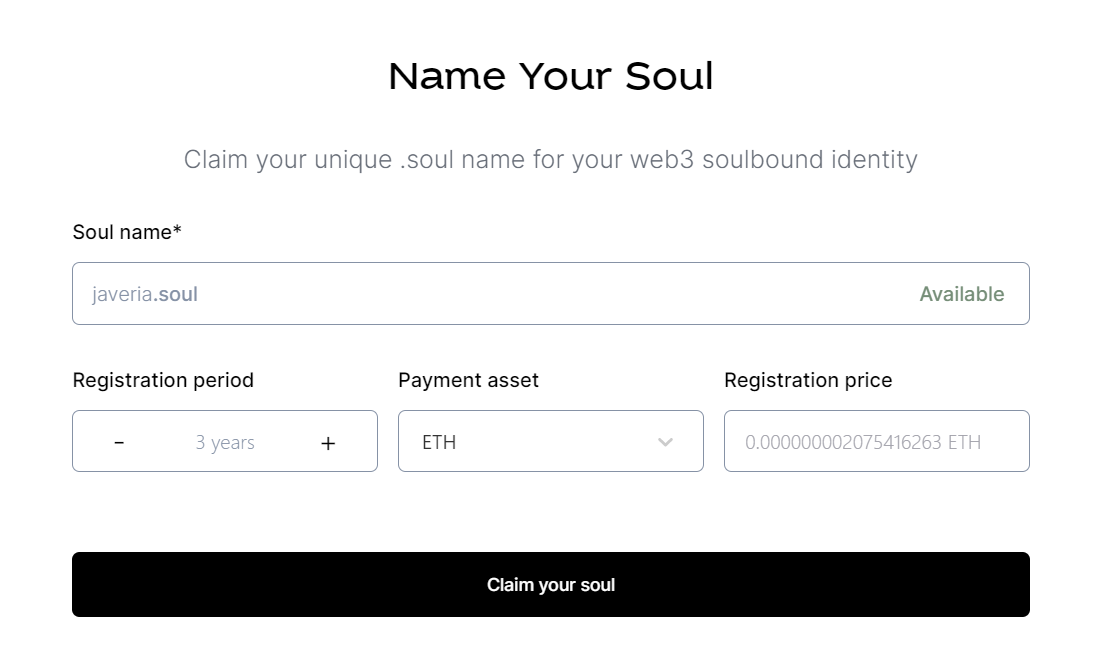 Name Your Soul
Claim your unique .soul name for your web3 soulbound identity
Soul name*
javeria.soul Available
Registration period Payment asset Registration price
- 3 years + ETH 0.000000002075416263 ETH
Claim your soul